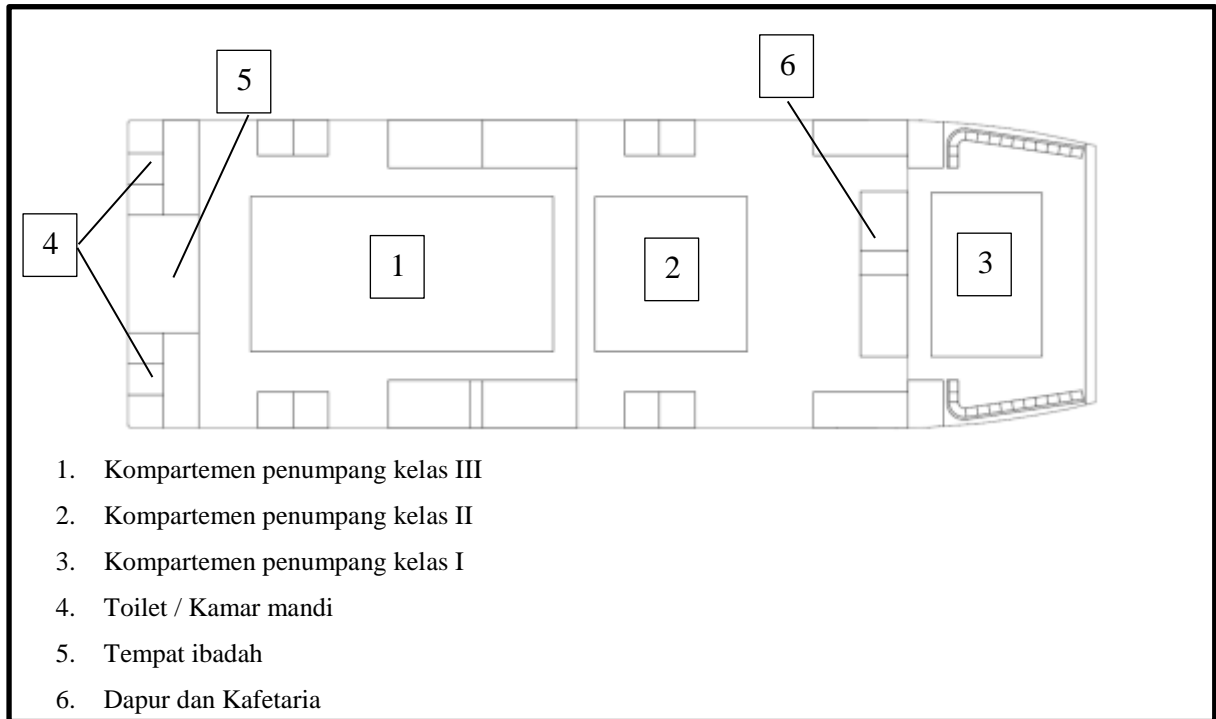 5
6
4
1
2
3
1. Kompartemen penumpang kelas III
2. Kompartemen penumpang kelas II
3. Kompartemen penumpang kelas I
4. Toilet / Kamar mandi
5. Tempat ibadah
6. Dapur dan Kafetaria